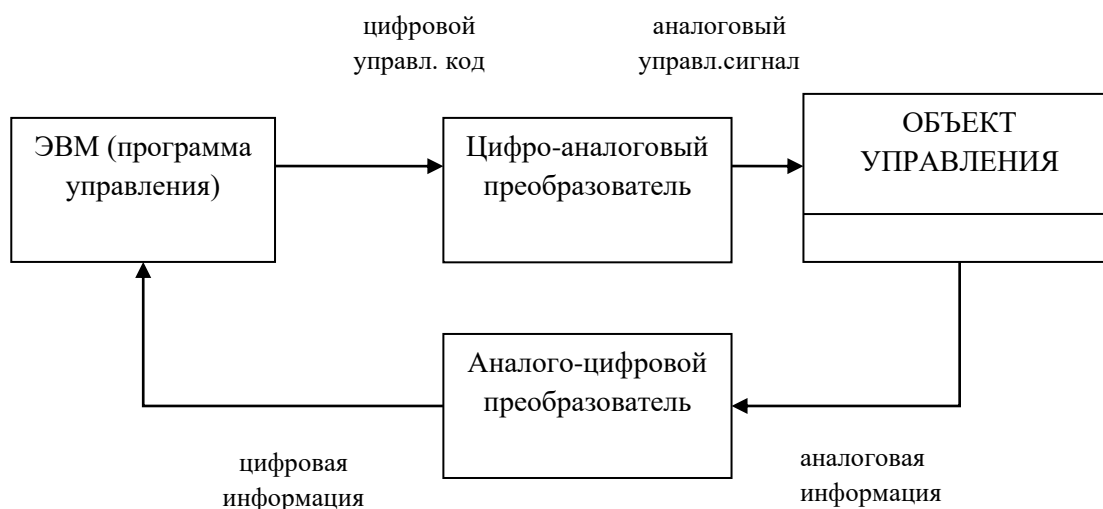 цифровой
управл. код
аналоговый
управл.сигнал
ЭВМ (программа
управления)
Цифро-аналоговый
преобразователь
ОБЪЕКТ
УПРАВЛЕНИЯ
Аналого-цифровой
преобразователь
цифровая
информация
аналоговая
информация